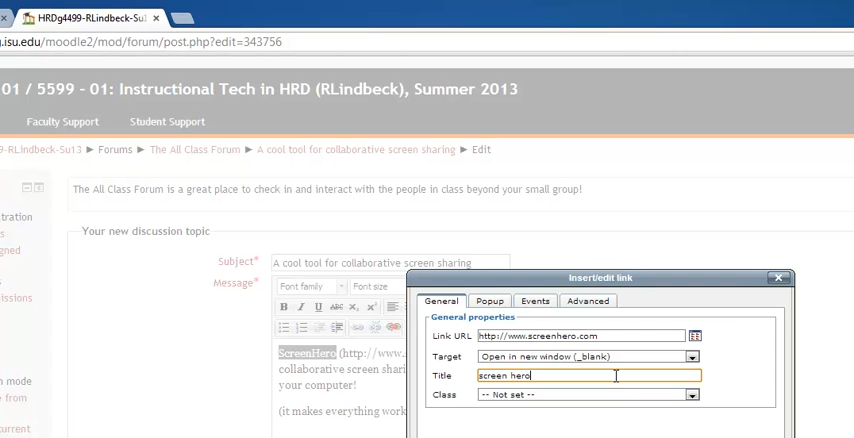 HRDg4499-RLindbeck-Su1
.isu.edu/moodle2/mod/forum/post.php?edit=343756
01 / 5599 - 01: Instructional Tech in HRD (RLindbeck), Summer 2013
Faculty Support Student Support
9-RLindbeck-Su13 ► Forums ► The All Class Forum ► A cool tool for collaborative screen sharing ► Edit
The All Class Forum is a great place to check in and interact with the people in class beyond your small group!
tration
s
gned
Your new discussion topic
Subject* A cool tool for collaborative screen sharing
Message* Font family Font size
B I U ABC X₂ X²
missions
n mode
e from
current
ScreenHero (http://www.
collaborative screen shari
your computer!
(it makes everything work
Insert/edit link
General Popup Events Advanced
General properties
Link URL http://www.screenhero.com
Target Open in new window (_blank)
Title screen hero
Class -- Not set --